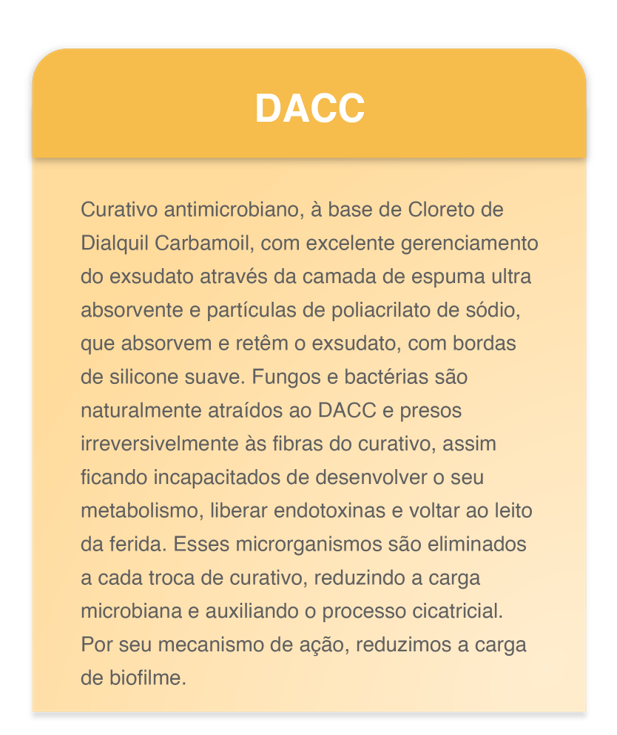 DACC
Curativo antimicrobiano, à base de Cloreto de
Dialquil Carbamoil, com excelente gerenciamento
do exsudato através da camada de espuma ultra
absorvente e partículas de poliacrilato de sódio,
que absorvem e retêm o exsudato, com bordas
de silicone suave. Fungos e bactérias são
naturalmente atraídos ao DACC e presos
irreversivelmente às fibras do curativo, assim
ficando incapacitados de desenvolver o seu
metabolismo, liberar endotoxinas e voltar ao leito
da ferida. Esses microrganismos são eliminados
a cada troca de curativo, reduzindo a carga
microbiana e auxiliando o processo cicatricial.
Por seu mecanismo de ação, reduzimos a carga
de biofilme.